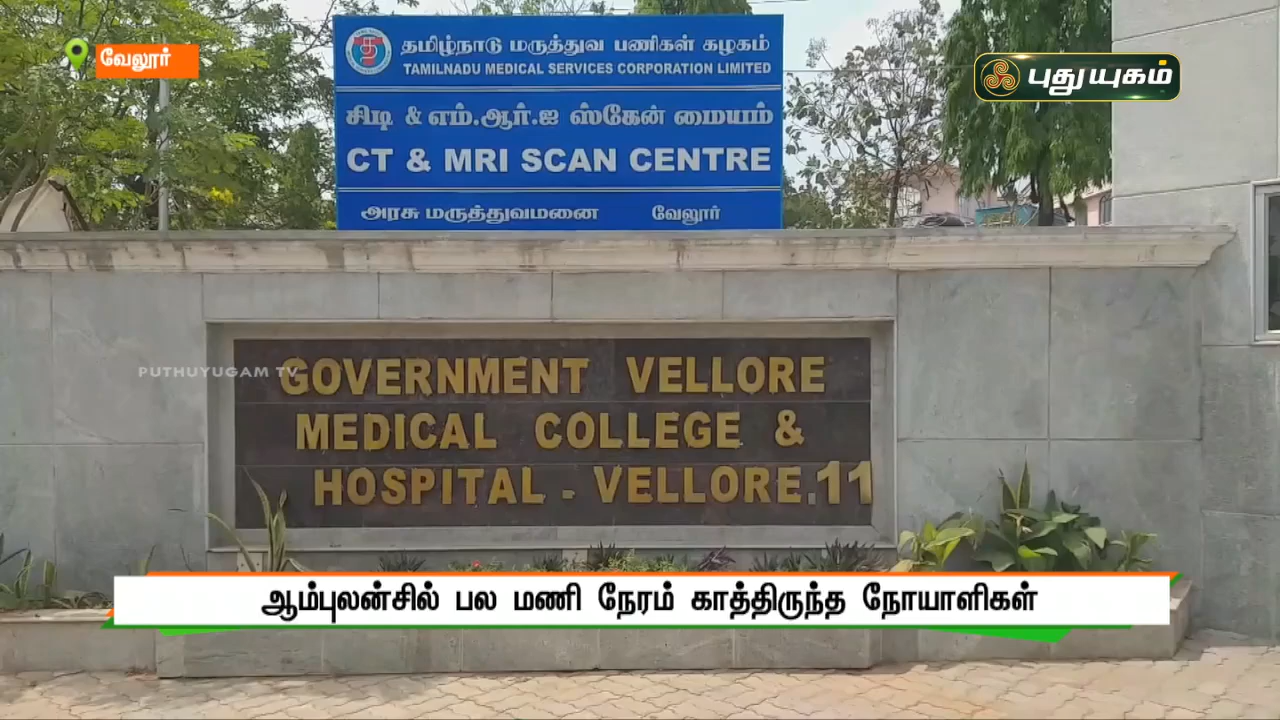 வேலூர்
புதுயுகம்
தமிழ்நாடு மருத்துவ பணிகள் கழகம்
TAMILNADU MEDICAL SERVICES CORPORATION LIMITED
சிடி & எம்.ஆர்.ஐ ஸ்கேன் மையம்
CT & MRI SCAN CENTRE
அரசு மருத்துவமனை வேலூர்
PUTHUYUGAM TV
GOVERNMENT VELLORE
MEDICAL COLLEGE &
HOSPITAL - VELLORE.11
ஆம்புலன்சில் பல மணி நேரம் காத்திருந்த நோயாளிகள்